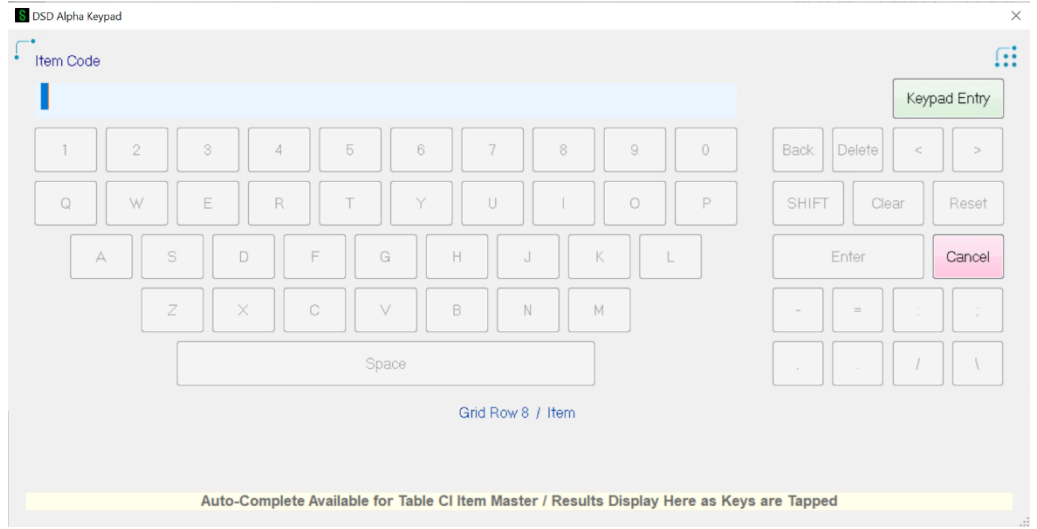 DSD Alpha Keypad
Item Code
Keypad Entry
1 2 3 4 5 6 7 8 9 0 Back Delete < >
Q W E R T Y U I O P SHIFT Clear Reset
A S D F G H J K L Enter Cancel
Z X C V B N M - = : ;
Space , . / \
Grid Row 8 / Item
Auto-Complete Available for Table CI Item Master / Results Display Here as Keys are Tapped